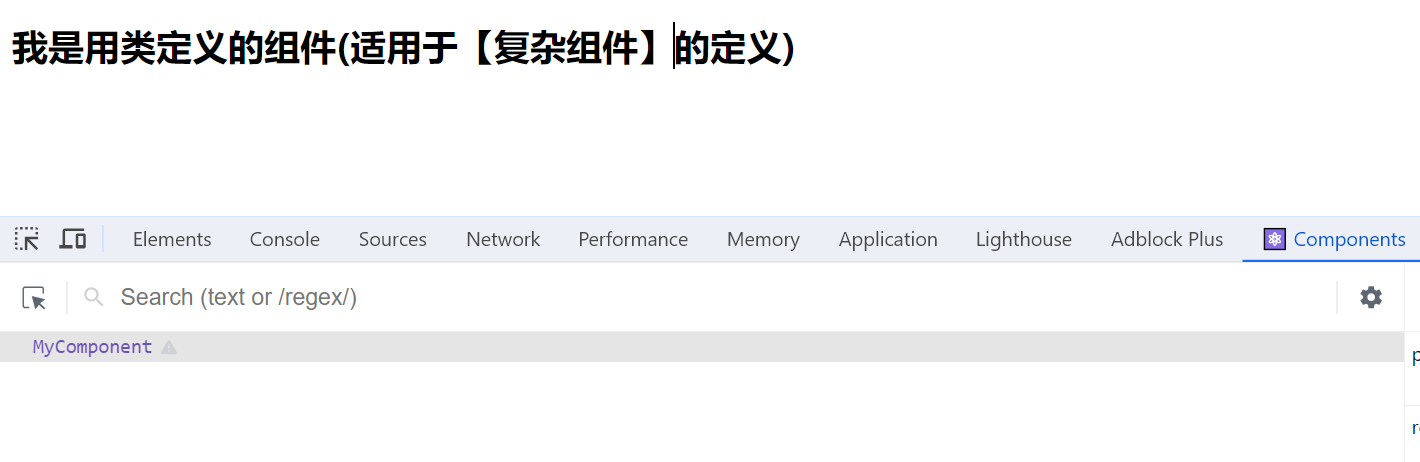 我是用类定义的组件(适用于【复杂组件】的定义)
Elements Console Sources Network Performance Memory Application Lighthouse Adblock Plus Components
Search (text or /regex/)
MyComponent